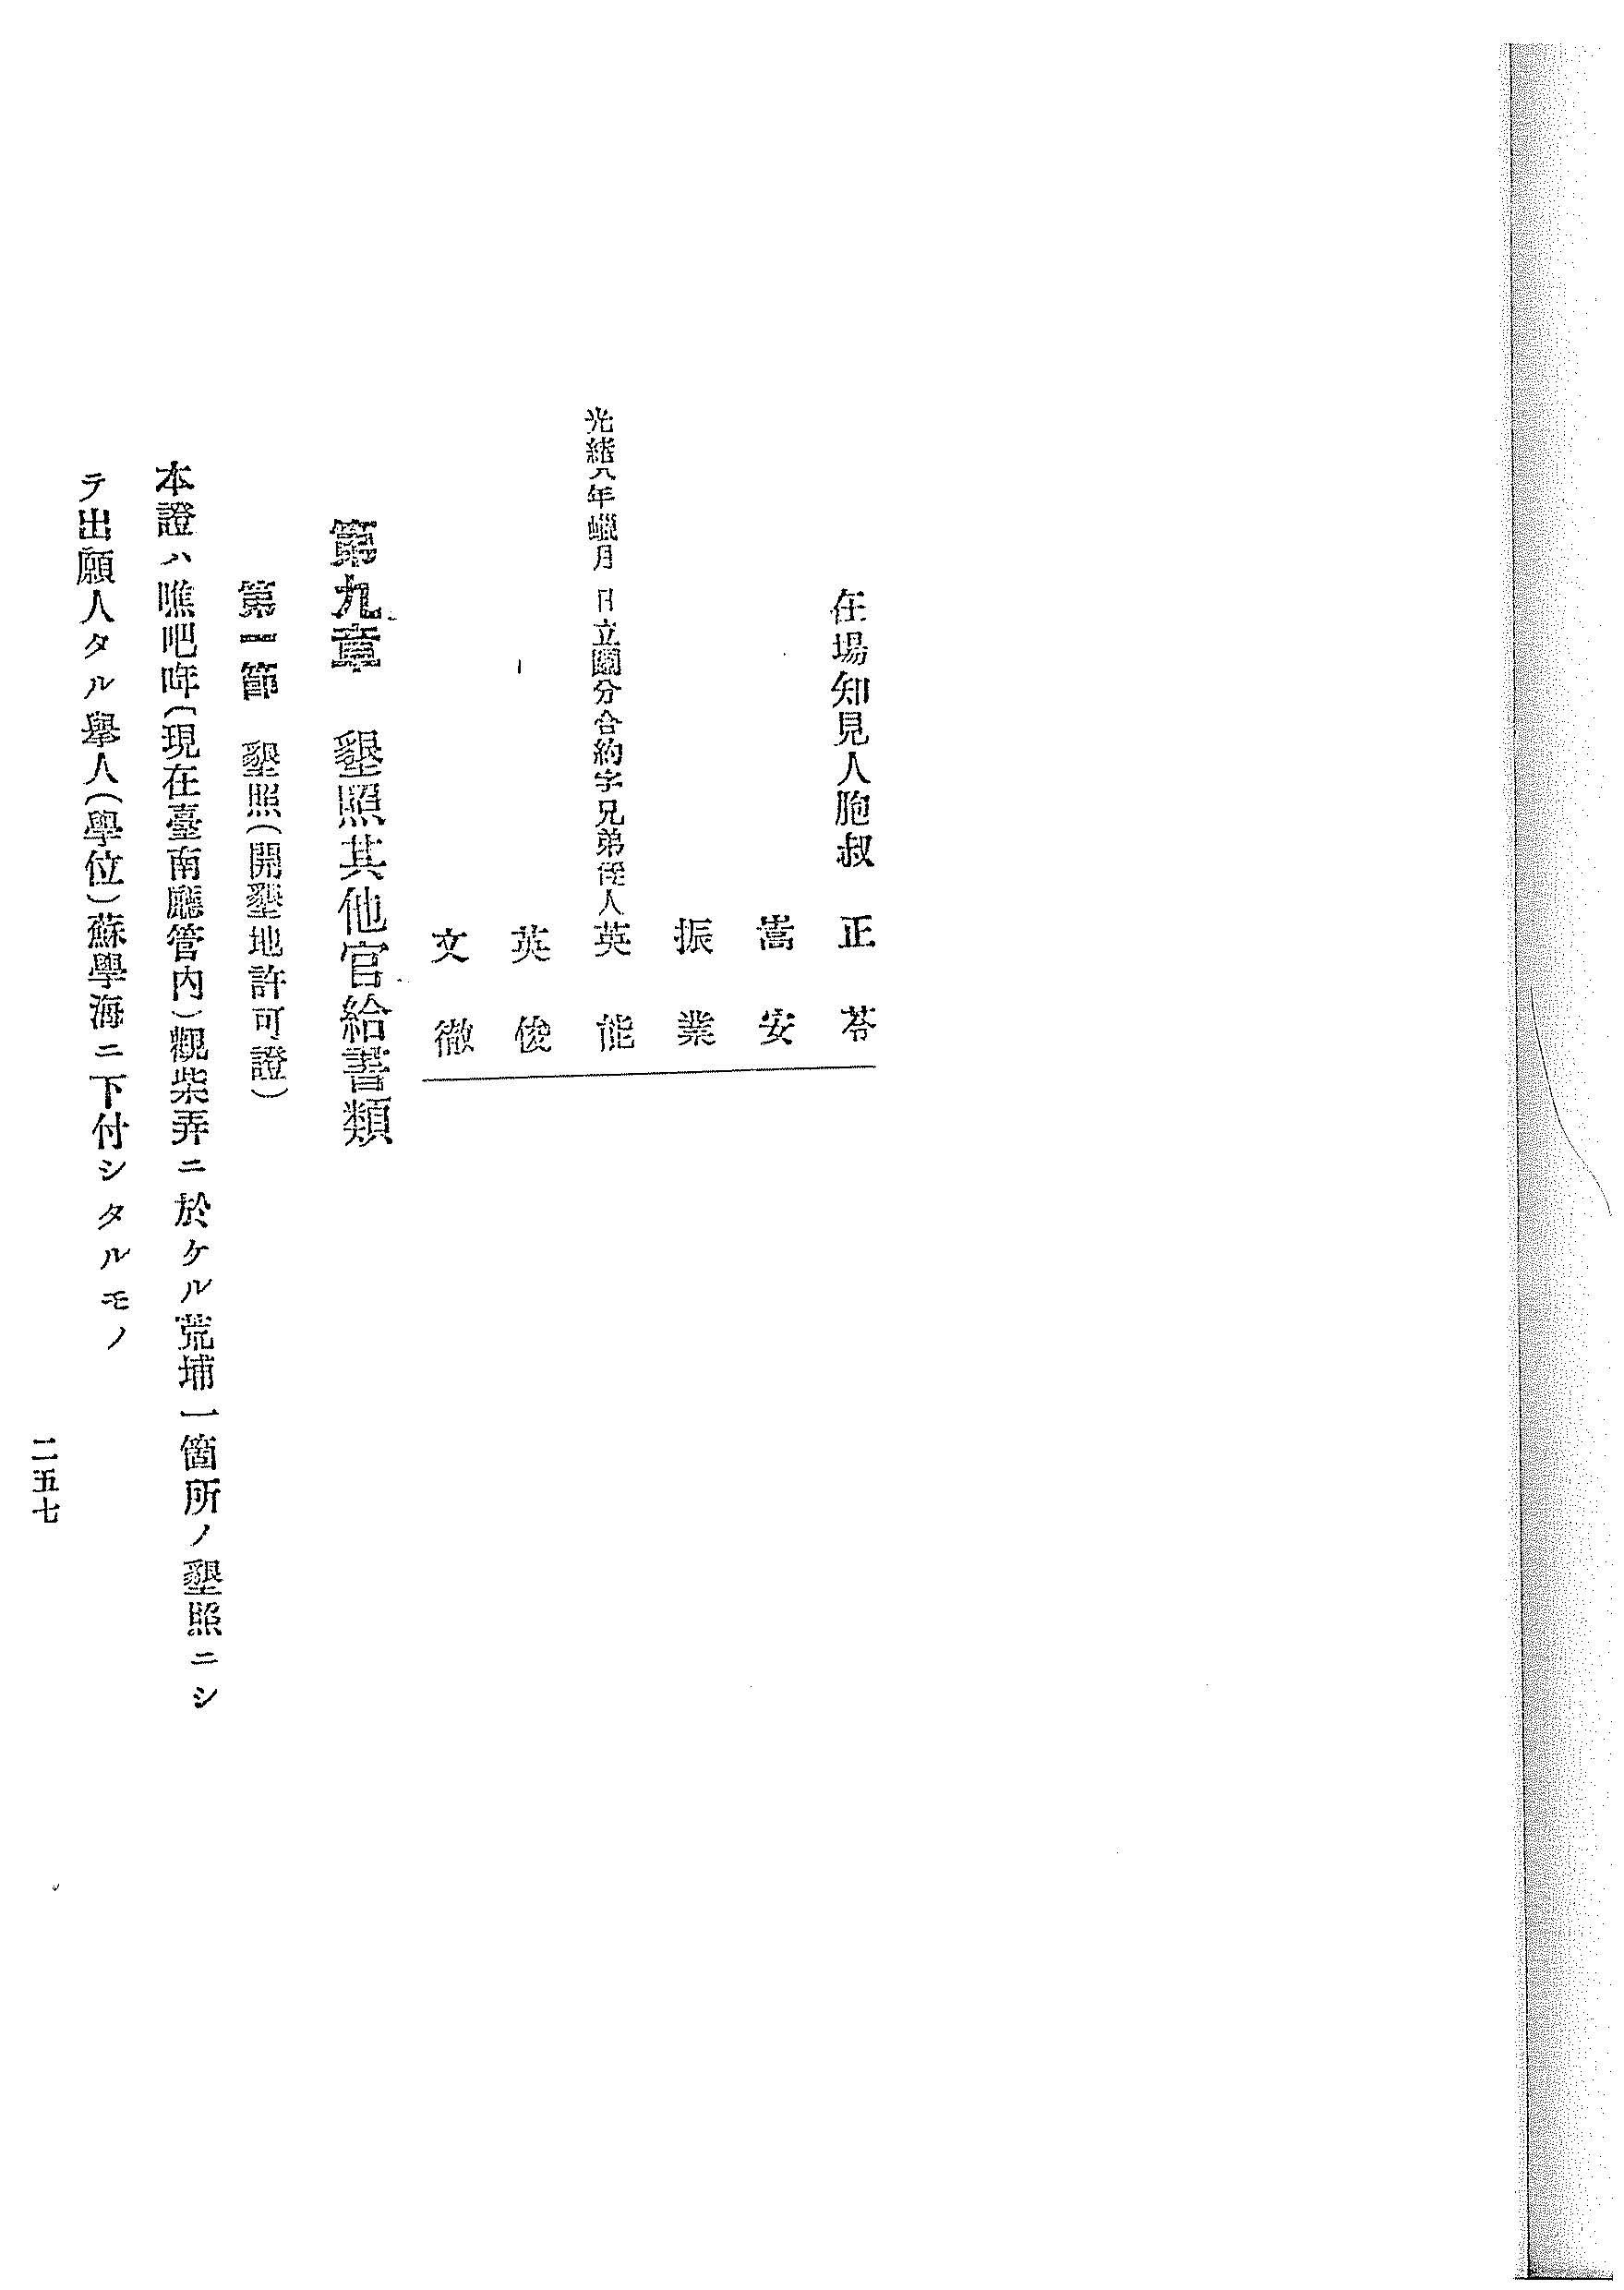 在場知見人胞叔　正苓
嵩安
振業
光緖八年蠟月　日立鬮分合約字兄弟侄人英能
英俊
文徹
第九章　墾照其他官給書類
第一節　墾照(開墾地許可證)
本證ハ噍吧哖(現在臺南廳管內)觀柴弄ニ於ケル荒埔一箇所ノ墾照ニシ
テ出願人タル舉人(學位)蘇學海ニ下付シタルモノ
二五七